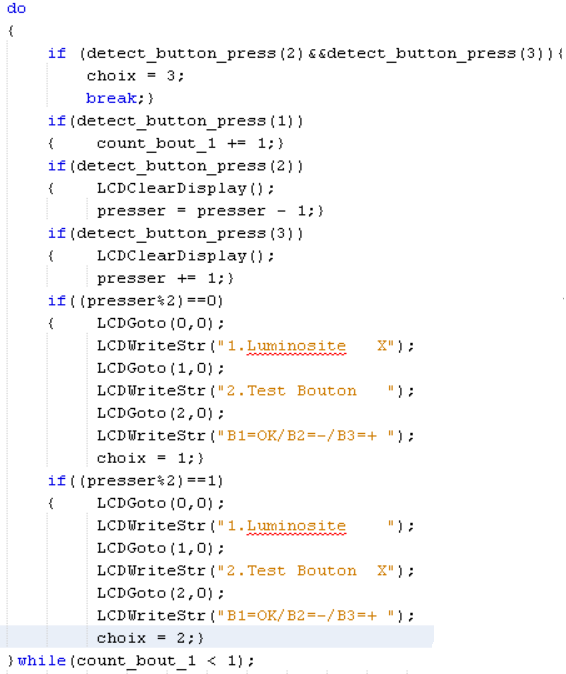 do
{
if (detect_button_press(2)&&detect_button_press(3)){
choix = 3;
break;}
if(detect_button_press(1))
{    count_bout_1 += 1;}
if(detect_button_press(2))
{    LCDClearDisplay();
presser = presser - 1;}
if(detect_button_press(3))
{    LCDClearDisplay();
presser += 1;}
if((presser%2)==0)
{    LCDGoto(0,0);
LCDWriteStr("1.Luminosite   X");
LCDGoto(1,0);
LCDWriteStr("2.Test Bouton   ");
LCDGoto(2,0);
LCDWriteStr("B1=OK/B2=-/B3=+ ");
choix = 1;}
if((presser%2)==1)
{    LCDGoto(0,0);
LCDWriteStr("1.Luminosite    ");
LCDGoto(1,0);
LCDWriteStr("2.Test Bouton  X");
LCDGoto(2,0);
LCDWriteStr("B1=OK/B2=-/B3=+ ");
choix = 2;}
}while(count_bout_1 < 1);